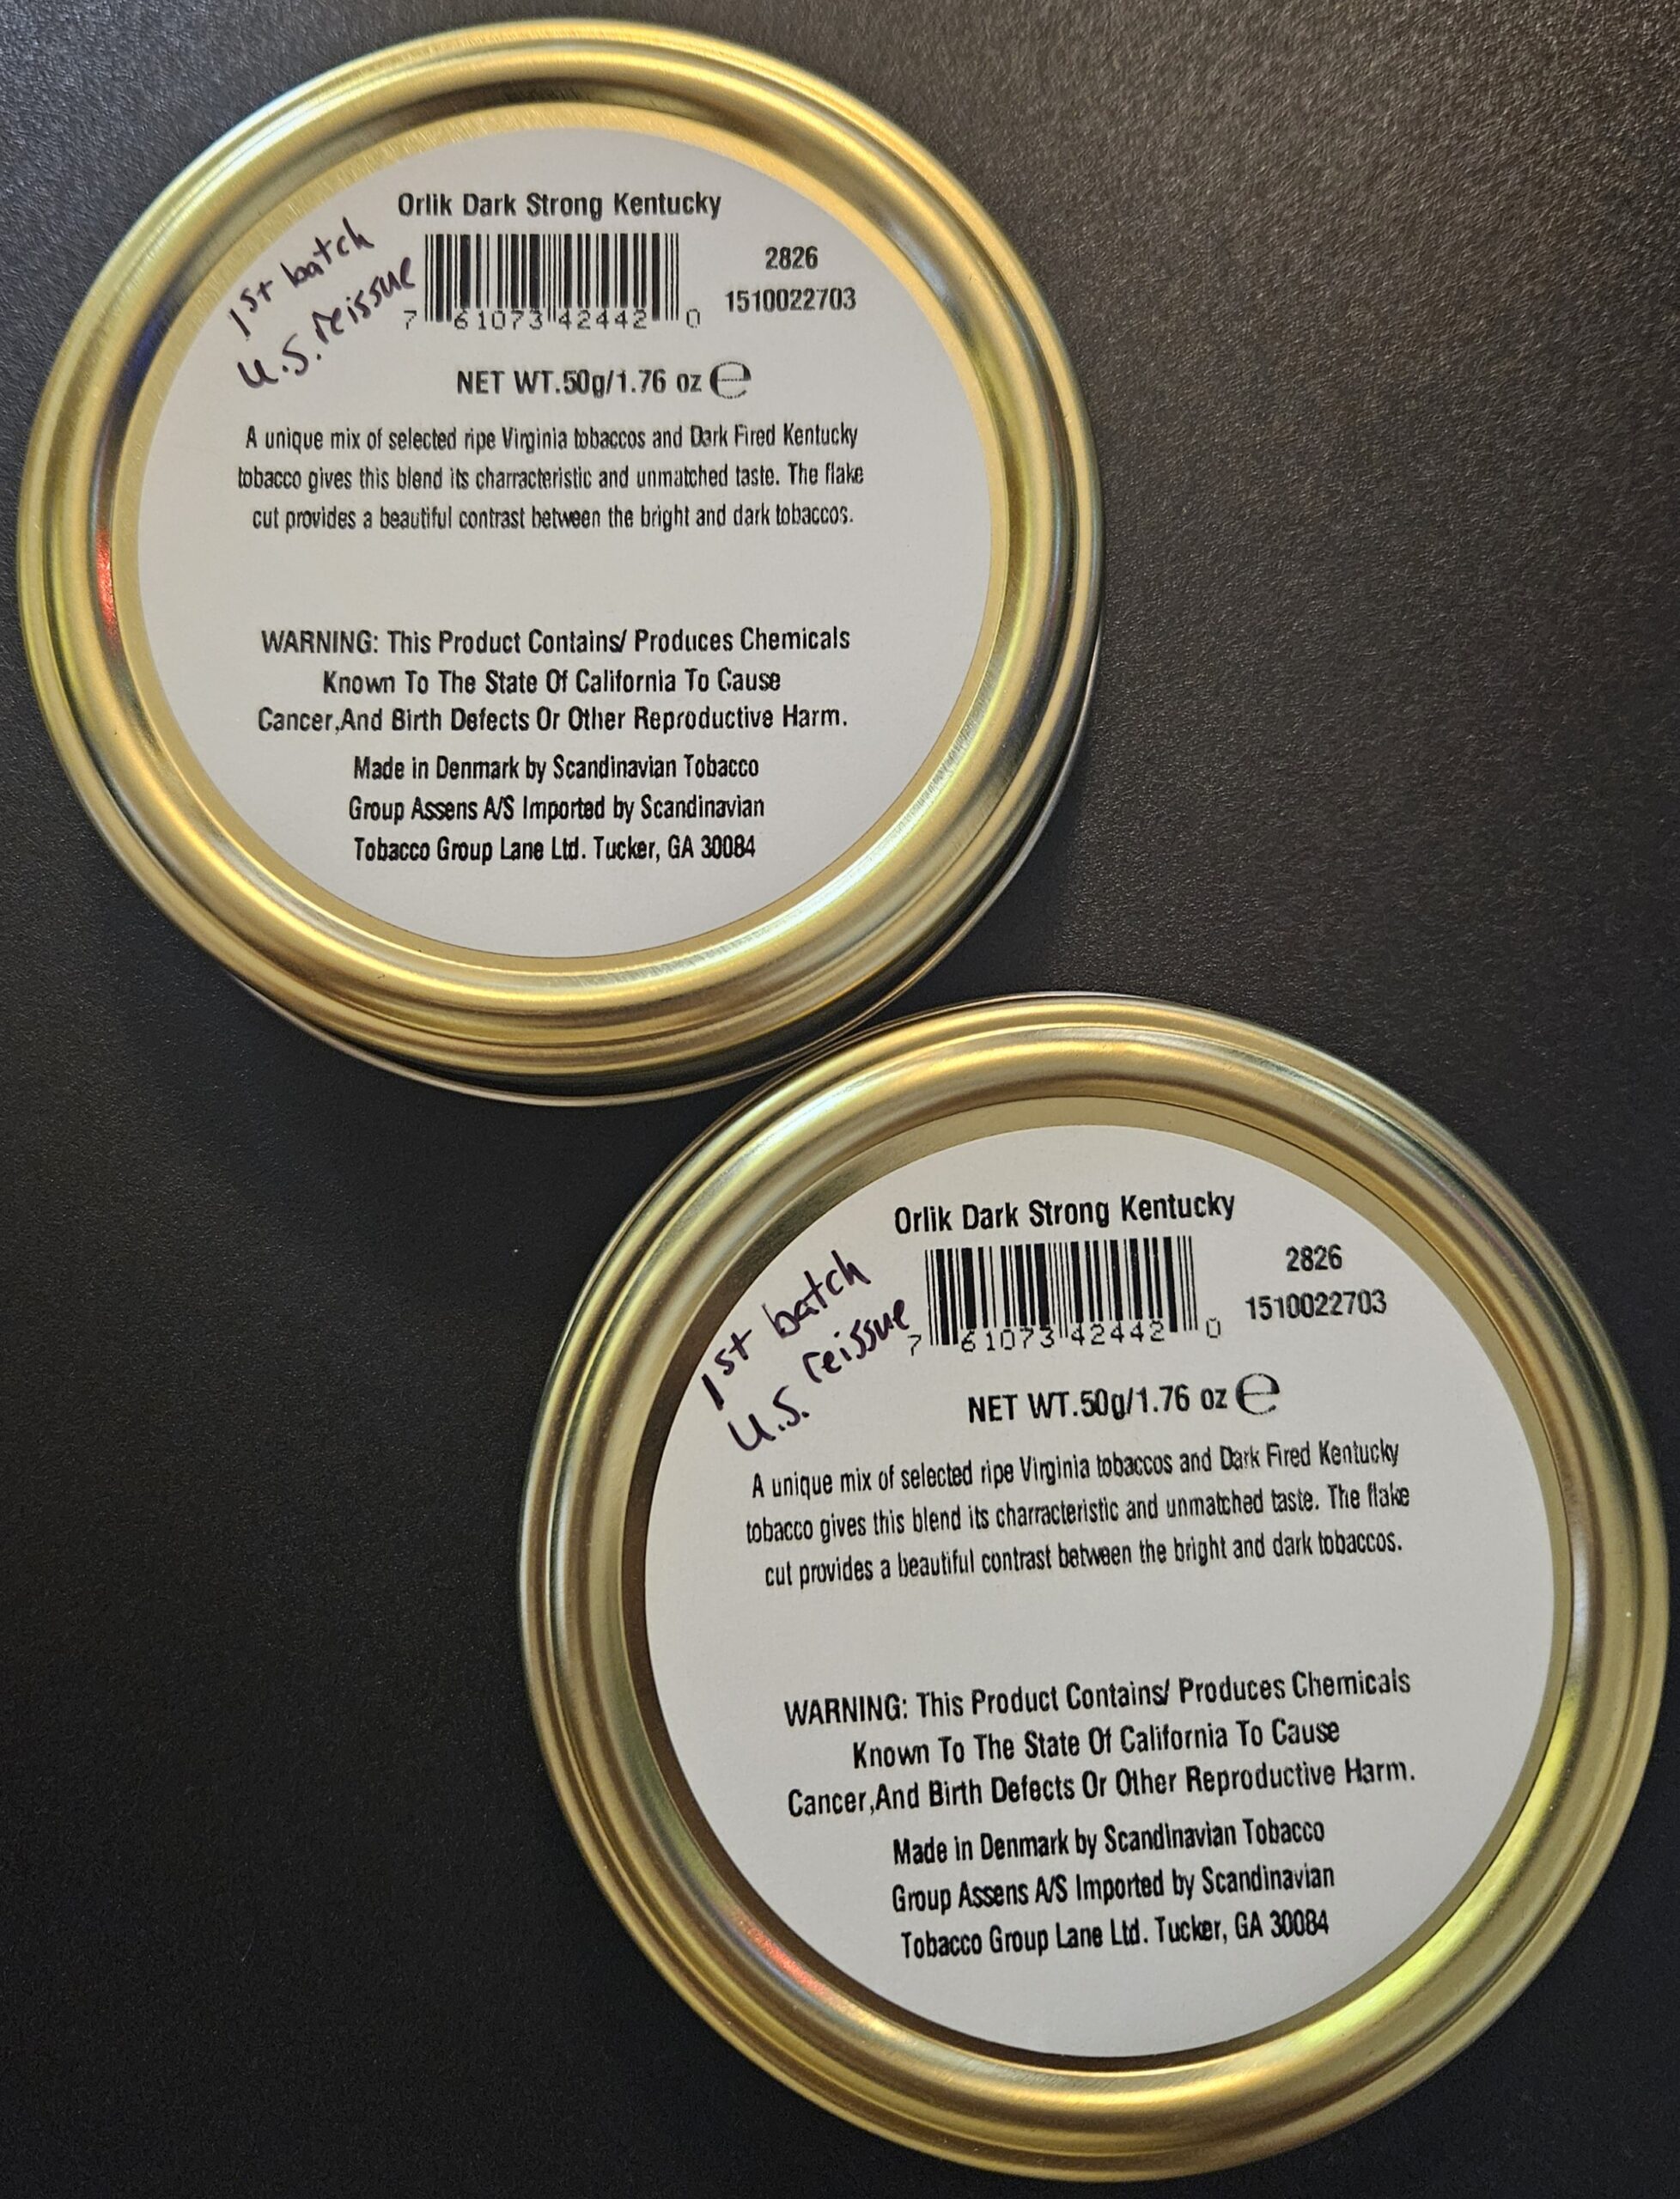 Orlik Dark Strong Kentucky
1st batch
U.S. reissue
7 61073 42442 0
2826
1510022703
NET WT.50g/1.76 oz ℮
A unique mix of selected ripe Virginia tobaccos and Dark Fired Kentucky
tobacco gives this blend its charracteristic and unmatched taste. The flake
cut provides a beautiful contrast between the bright and dark tobaccos.
WARNING: This Product Contains/ Produces Chemicals
Known To The State Of California To Cause
Cancer,And Birth Defects Or Other Reproductive Harm.
Made in Denmark by Scandinavian Tobacco
Group Assens A/S Imported by Scandinavian
Tobacco Group Lane Ltd. Tucker, GA 30084
Orlik Dark Strong Kentucky
1st batch
U.S. reissue
7 61073 42442 0
2826
1510022703
NET WT.50g/1.76 oz ℮
A unique mix of selected ripe Virginia tobaccos and Dark Fired Kentucky
tobacco gives this blend its charracteristic and unmatched taste. The flake
cut provides a beautiful contrast between the bright and dark tobaccos.
WARNING: This Product Contains/ Produces Chemicals
Known To The State Of California To Cause
Cancer,And Birth Defects Or Other Reproductive Harm.
Made in Denmark by Scandinavian Tobacco
Group Assens A/S Imported by Scandinavian
Tobacco Group Lane Ltd. Tucker, GA 30084